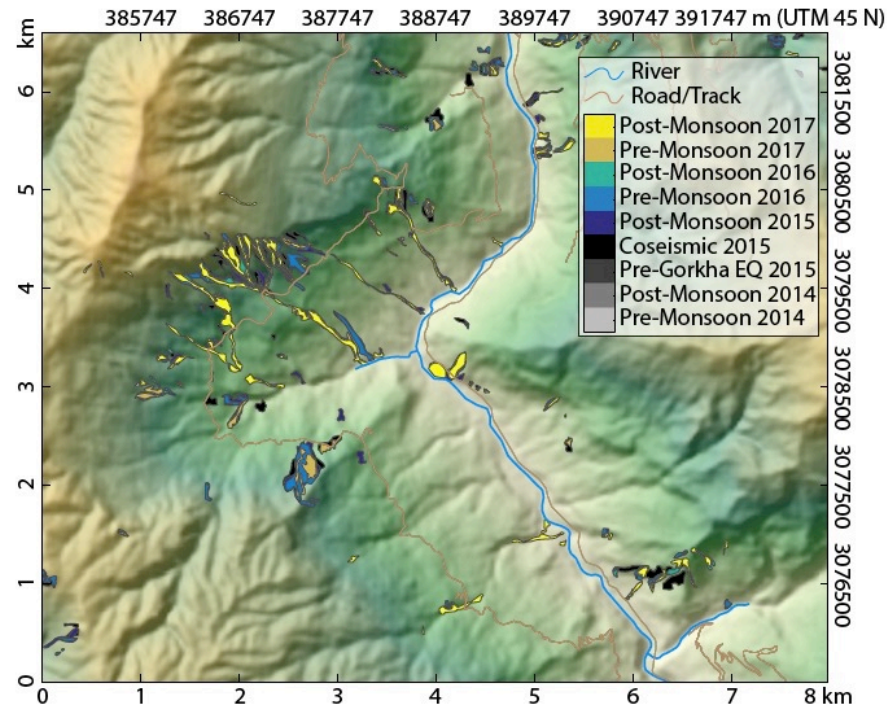 385747 386747 387747 388747 389747 390747 391747 m (UTM 45 N)
km
6
5
4
3
2
1
0
0 1 2 3 4 5 6 7 8 km
3081500
3080500
3079500
3078500
3077500
3076500
River
Road/Track
Post-Monsoon 2017
Pre-Monsoon 2017
Post-Monsoon 2016
Pre-Monsoon 2016
Post-Monsoon 2015
Coseismic 2015
Pre-Gorkha EQ 2015
Post-Monsoon 2014
Pre-Monsoon 2014